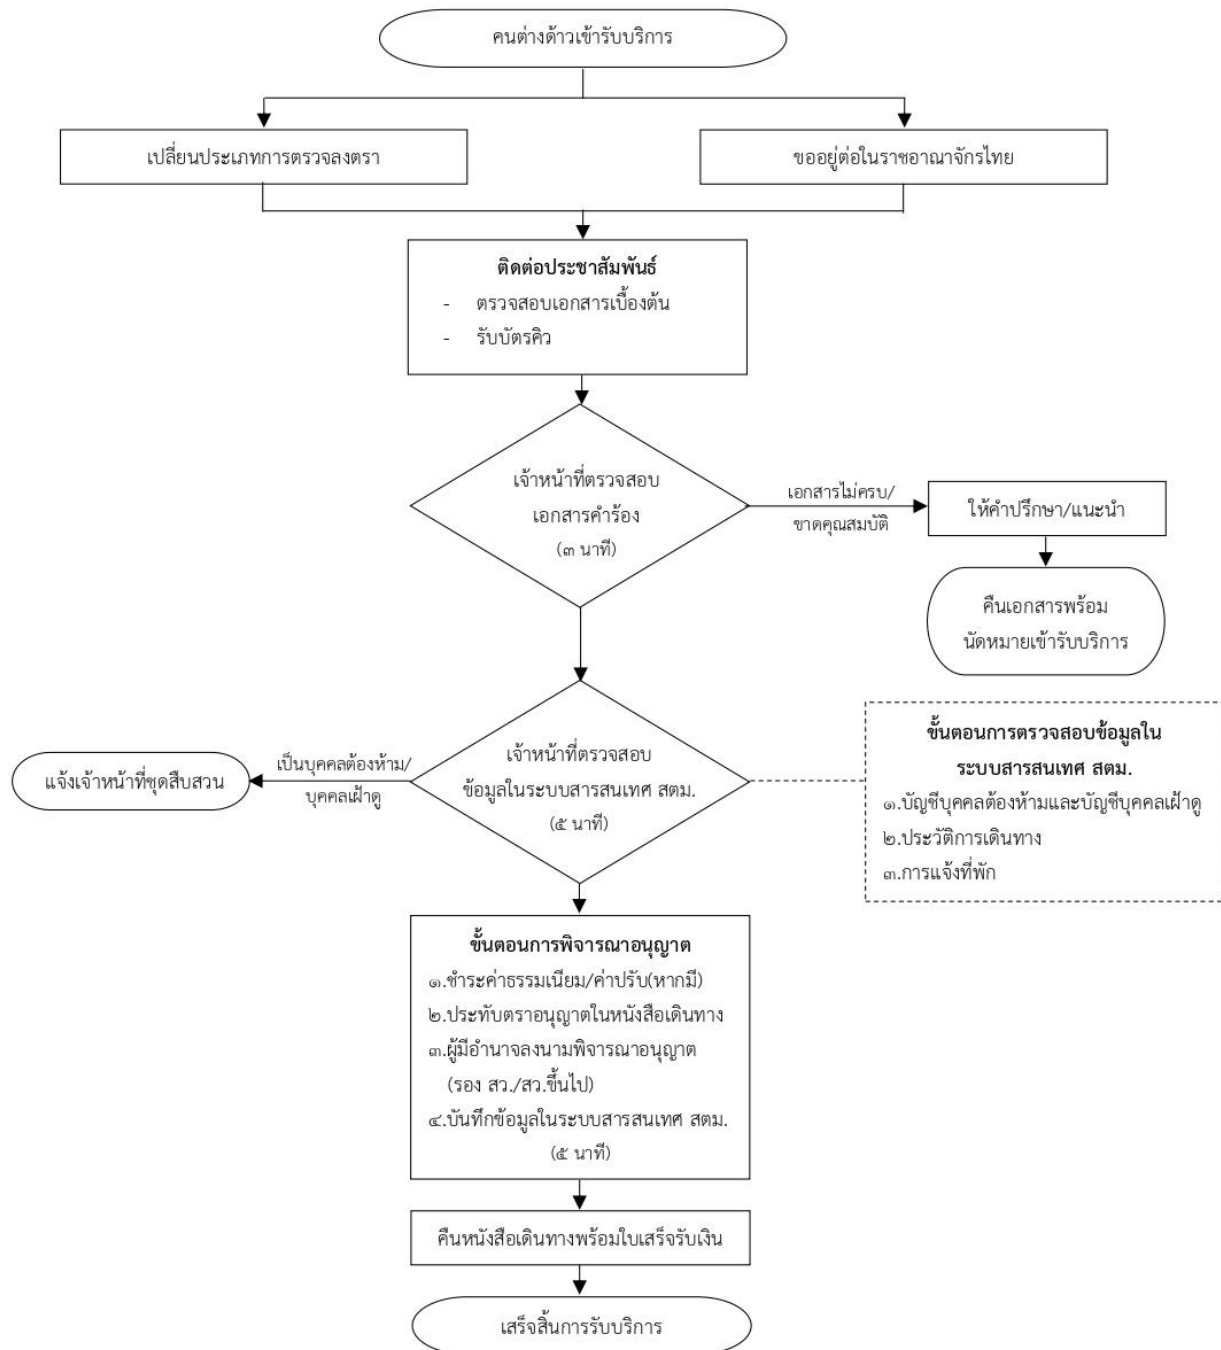 คนต่างด้าวเข้ารับบริการ
เปลี่ยนประเภทการตรวจลงตรา
ขออยู่ต่อในราชอาณาจักรไทย
ติดต่อประชาสัมพันธ์
- ตรวจสอบเอกสารเบื้องต้น
- รับบัตรคิว
เจ้าหน้าที่ตรวจสอบ
เอกสารคำร้อง
(๓ นาที)
เอกสารไม่ครบ/
ขาดคุณสมบัติ
ให้คำปรึกษา/แนะนำ
คืนเอกสารพร้อม
นัดหมายเข้ารับบริการ
เจ้าหน้าที่ตรวจสอบ
ข้อมูลในระบบสารสนเทศ สตม.
(๕ นาที)
เป็นบุคคลต้องห้าม/
บุคคลเฝ้าดู
แจ้งเจ้าหน้าที่ชุดสืบสวน
ขั้นตอนการตรวจสอบข้อมูลใน
ระบบสารสนเทศ สตม.
๑.บัญชีบุคคลต้องห้ามและบัญชีบุคคลเฝ้าดู
๒.ประวัติการเดินทาง
๓.การแจ้งที่พัก
ขั้นตอนการพิจารณาอนุญาต
๑.ชำระค่าธรรมเนียม/ค่าปรับ(หากมี)
๒.ประทับตราอนุญาตในหนังสือเดินทาง
๓.ผู้มีอำนาจลงนามพิจารณาอนุญาต
(รอง สว./สว.ขึ้นไป)
๔.บันทึกข้อมูลในระบบสารสนเทศ สตม.
(๕ นาที)
คืนหนังสือเดินทางพร้อมใบเสร็จรับเงิน
เสร็จสิ้นการรับบริการ